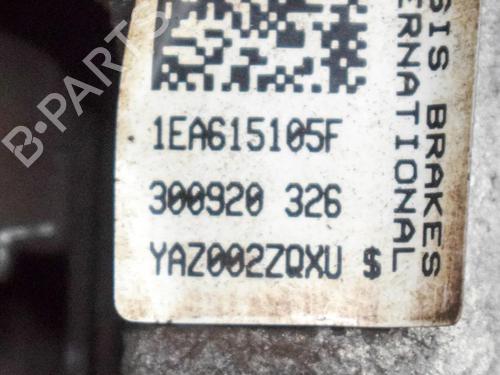 1EA615105F
300920 326
YAZ002ZQXU $
SIS BRAKES
ERNATIONAL
B-PARTS